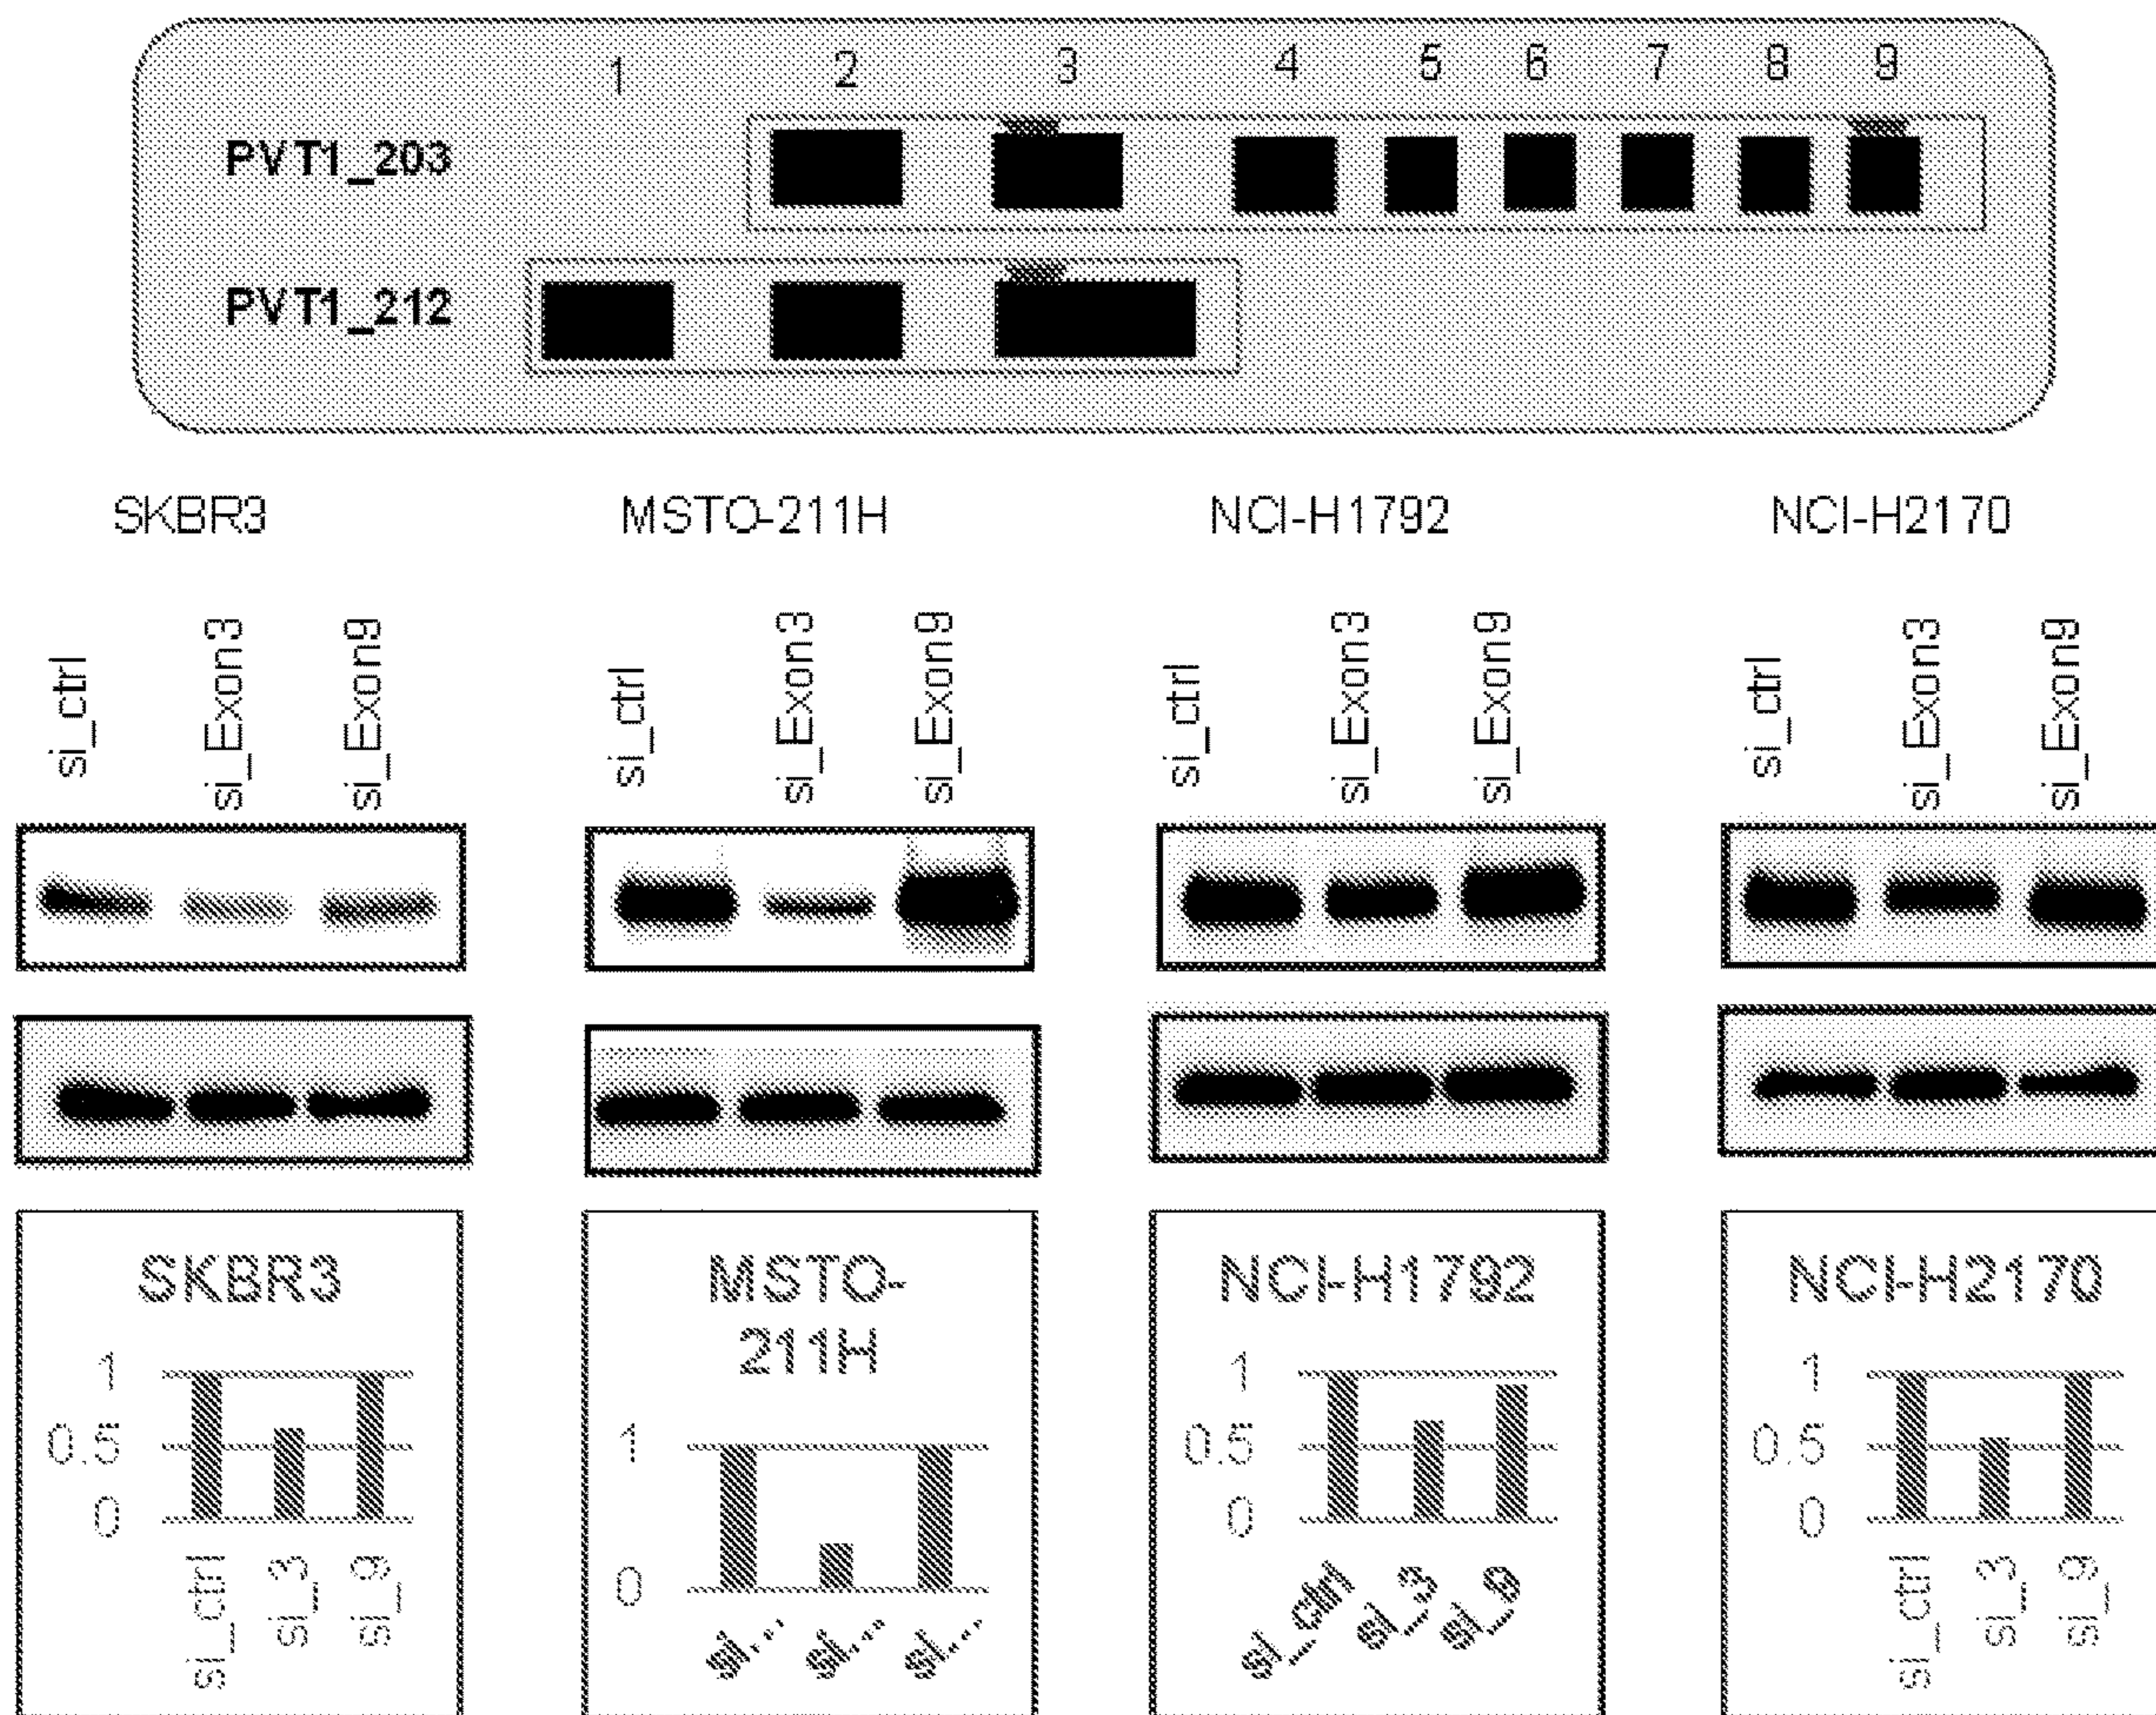 1 2 3 4 5 6 7 8 9
PVT1_203
PVT1_212
SKBR3 MSTO-211H NCI-H1792 NCI-H2170
si_ctrl si_Exon3 si_Exon9 si_ctrl si_Exon3 si_Exon9 si_ctrl si_Exon3 si_Exon9 si_ctrl si_Exon3 si_Exon9
SKBR3
1
0.5
0
si_ctrl si_3 si_9
MSTO-
211H
1
0
si... si... si...
NCI-H1792
1
0.5
0
si_ctrl si_3 si_9
NCI-H2170
1
0.5
0
si_ctrl si_3 si_9